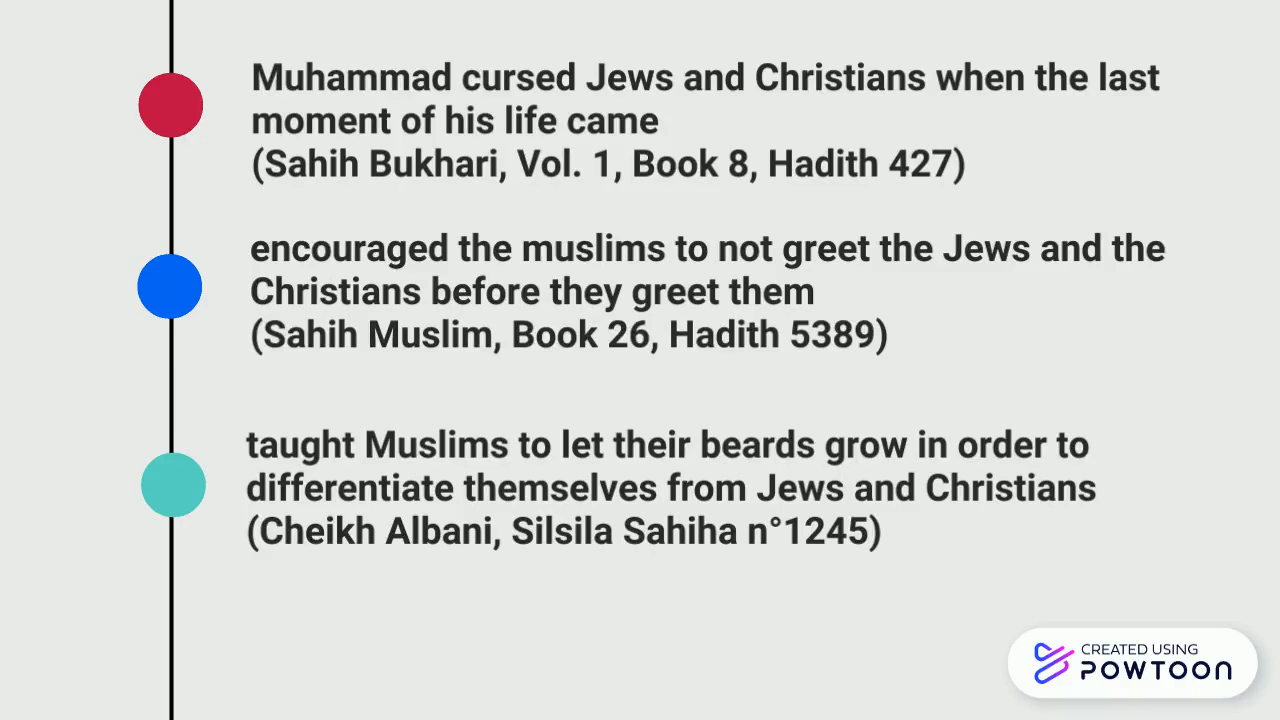 Muhammad cursed Jews and Christians when the last
moment of his life came
(Sahih Bukhari, Vol. 1, Book 8, Hadith 427)
encouraged the muslims to not greet the Jews and the
Christians before they greet them
(Sahih Muslim, Book 26, Hadith 5389)
taught Muslims to let their beards grow in order to
differentiate themselves from Jews and Christians
(Cheikh Albani, Silsila Sahiha n°1245)
CREATED USING
POWTOON